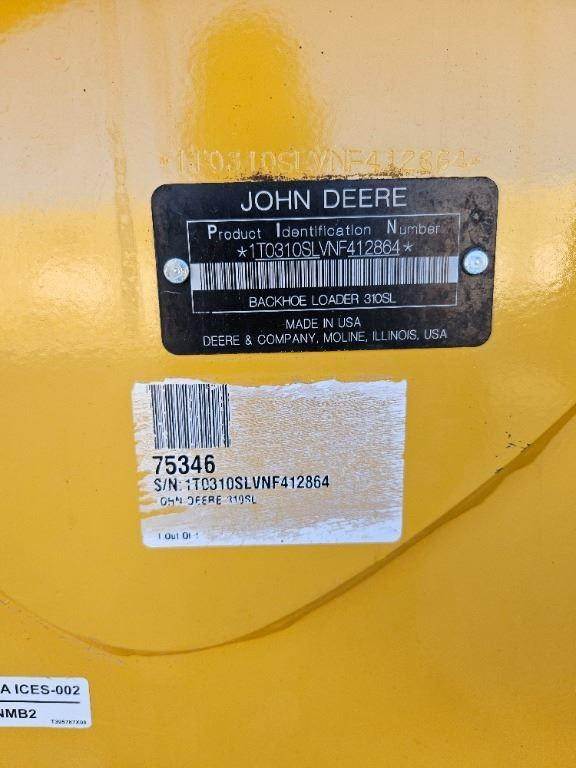 *1T0310SLVNF412864*
JOHN DEERE
Product Identification Number
*1T0310SLVNF412864*
BACKHOE LOADER 310SL
MADE IN USA
DEERE & COMPANY, MOLINE, ILLINOIS, USA
75346
S/N: 1T0310SLVNF412864
OHN DEERE 310SL
1 Out Of 1
A ICES-002
NMB2